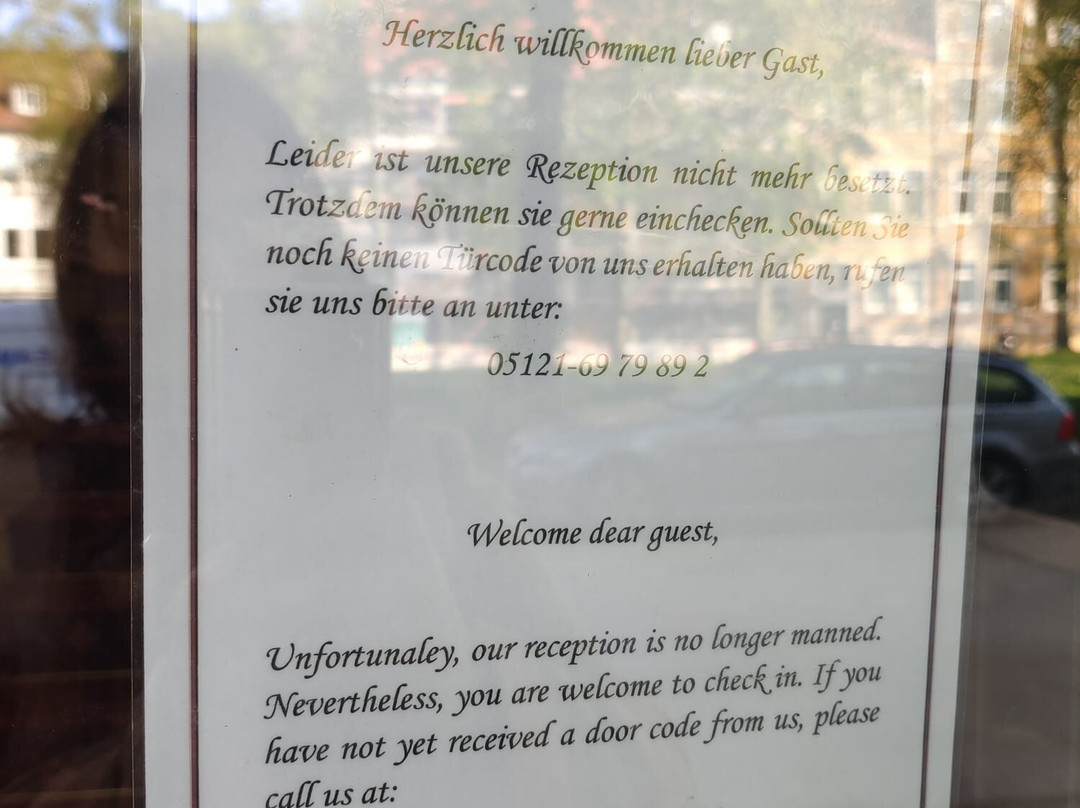 Herzlich willkommen lieber Gast,
Leider ist unsere Rezeption nicht mehr besetzt.
Trotzdem können sie gerne einchecken. Sollten Sie
noch keinen Türcode von uns erhalten haben, rufen
sie uns bitte an unter:
05121-69 79 89 2
Welcome dear guest,
Unfortunaley, our reception is no longer manned.
Nevertheless, you are welcome to check in. If you
have not yet received a door code from us, please
call us at: